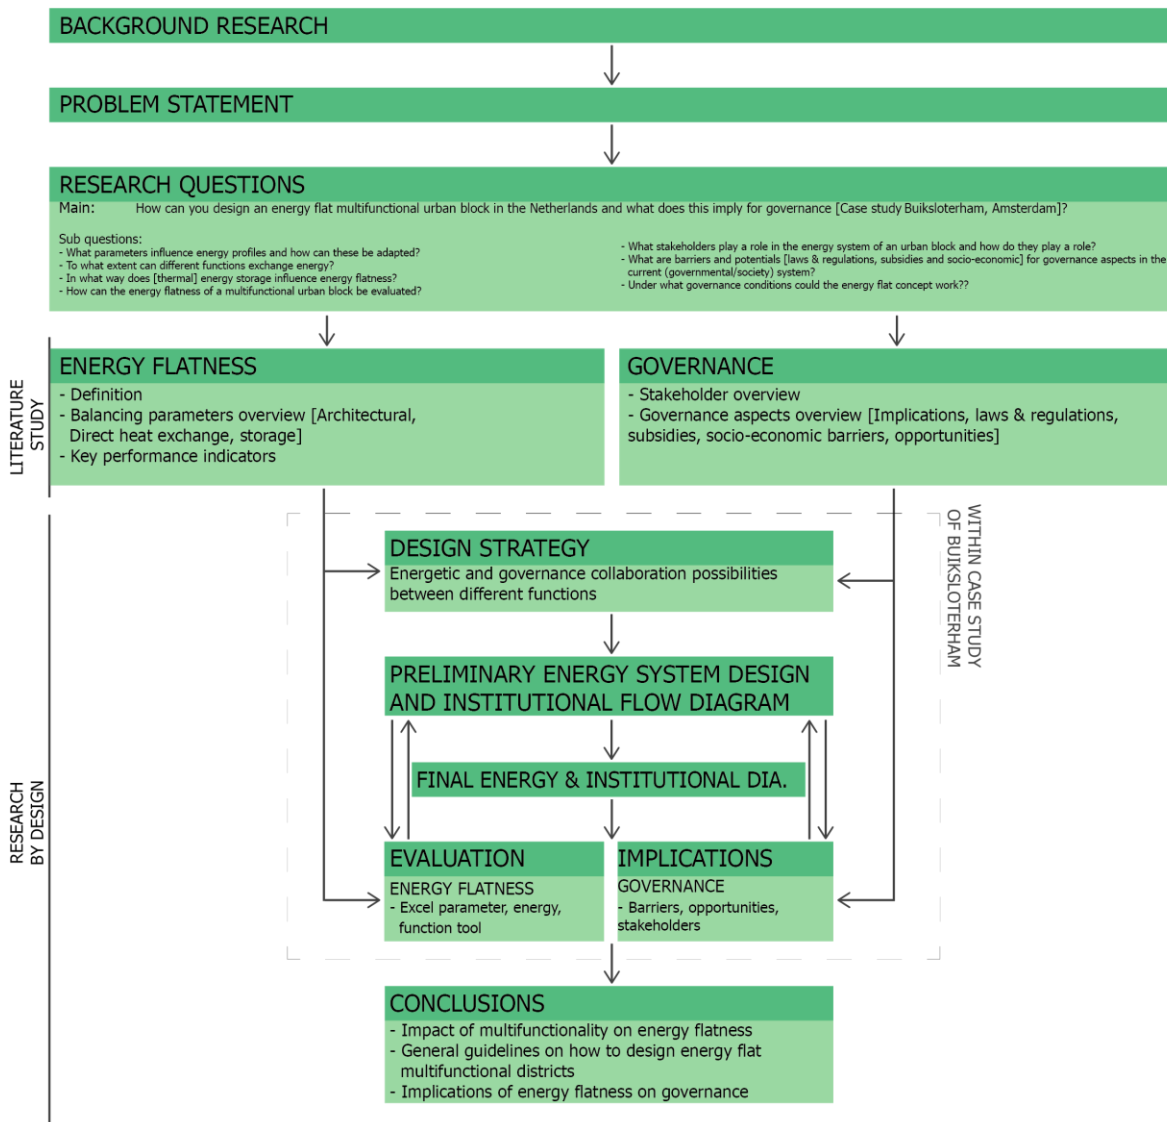 BACKGROUND RESEARCH
PROBLEM STATEMENT
RESEARCH QUESTIONS
Main: How can you design an energy flat multifunctional urban block in the Netherlands and what does this imply for governance [Case study Buiksloterham, Amsterdam]?
Sub questions:
- What parameters influence energy profiles and how can these be adapted?
- To what extent can different functions exchange energy?
- In what way does [thermal] energy storage influence energy flatness?
- How can the energy flatness of a multifunctional urban block be evaluated?
- What stakeholders play a role in the energy system of an urban block and how do they play a role?
- What are barriers and potentials [laws & regulations, subsidies and socio-economic] for governance aspects in the
current (governmental/society) system?
- Under what governance conditions could the energy flat concept work??
LITERATURE
STUDY
ENERGY FLATNESS
- Definition
- Balancing parameters overview [Architectural,
Direct heat exchange, storage]
- Key performance indicators
GOVERNANCE
- Stakeholder overview
- Governance aspects overview [Implications, laws & regulations,
subsidies, socio-economic barriers, opportunities]
RESEARCH
BY DESIGN
WITHIN CASE STUDY
OF BUIKSLOTERHAM
DESIGN STRATEGY
Energetic and governance collaboration possibilities
between different functions
PRELIMINARY ENERGY SYSTEM DESIGN
AND INSTITUTIONAL FLOW DIAGRAM
FINAL ENERGY & INSTITUTIONAL DIA.
EVALUATION
ENERGY FLATNESS
- Excel parameter, energy,
function tool
IMPLICATIONS
GOVERNANCE
- Barriers, opportunities,
stakeholders
CONCLUSIONS
- Impact of multifunctionality on energy flatness
- General guidelines on how to design energy flat
multifunctional districts
- Implications of energy flatness on governance